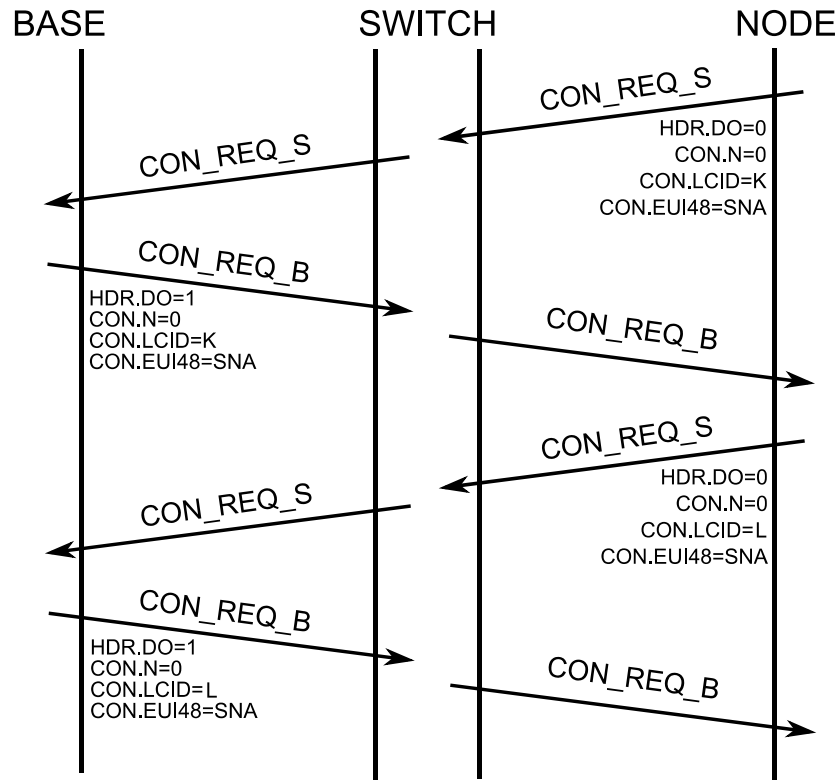 BASE
SWITCH
NODE
CON_REQ_S
HDR.DO=0
CON.N=0
CON.LCID=K
CON.EUI48=SNA
CON_REQ_S
CON_REQ_B
HDR.DO=1
CON.N=0
CON.LCID=K
CON.EUI48=SNA
CON_REQ_B
CON_REQ_S
HDR.DO=0
CON.N=0
CON.LCID=L
CON.EUI48=SNA
CON_REQ_S
CON_REQ_B
HDR.DO=1
CON.N=0
CON.LCID=L
CON.EUI48=SNA
CON_REQ_B